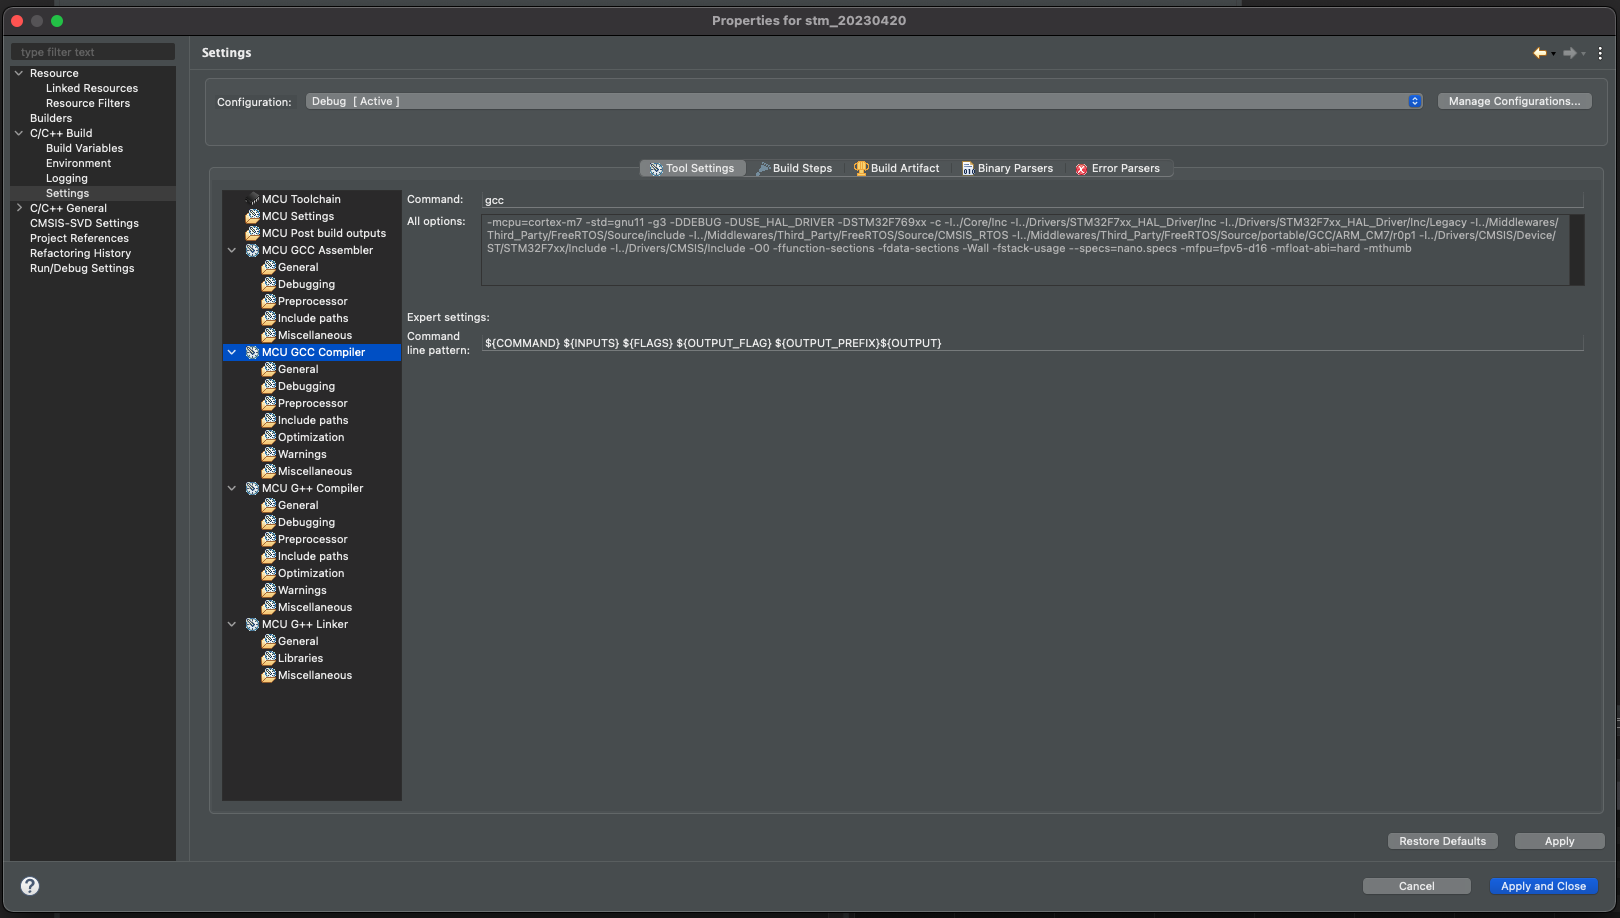 Properties for stm_20230420
type filter text
Resource
Linked Resources
Resource Filters
Builders
C/C++ Build
Build Variables
Environment
Logging
Settings
C/C++ General
CMSIS-SVD Settings
Project References
Refactoring History
Run/Debug Settings
Settings
Configuration:
Debug [ Active ]
Manage Configurations...
Tool Settings
Build Steps
Build Artifact
Binary Parsers
Error Parsers
MCU Toolchain
MCU Settings
MCU Post build outputs
MCU GCC Assembler
General
Debugging
Preprocessor
Include paths
Miscellaneous
MCU GCC Compiler
General
Debugging
Preprocessor
Include paths
Optimization
Warnings
Miscellaneous
MCU G++ Compiler
General
Debugging
Preprocessor
Include paths
Optimization
Warnings
Miscellaneous
MCU G++ Linker
General
Libraries
Miscellaneous
Command:
gcc
All options:
-mcpu=cortex-m7 -std=gnu11 -g3 -DDEBUG -DUSE_HAL_DRIVER -DSTM32F769xx -c -I../Core/Inc -I../Drivers/STM32F7xx_HAL_Driver/Inc -I../Drivers/STM32F7xx_HAL_Driver/Inc/Legacy -I../Middlewares/
Third_Party/FreeRTOS/Source/include -I../Middlewares/Third_Party/FreeRTOS/Source/CMSIS_RTOS -I../Middlewares/Third_Party/FreeRTOS/Source/portable/GCC/ARM_CM7/r0p1 -I../Drivers/CMSIS/Device/
ST/STM32F7xx/Include -I../Drivers/CMSIS/Include -O0 -ffunction-sections -fdata-sections -Wall -fstack-usage --specs=nano.specs -mfpu=fpv5-d16 -mfloat-abi=hard -mthumb
Expert settings:
Command
line pattern:
${COMMAND} ${INPUTS} ${FLAGS} ${OUTPUT_FLAG} ${OUTPUT_PREFIX}${OUTPUT}
Restore Defaults
Apply
?
Cancel
Apply and Close